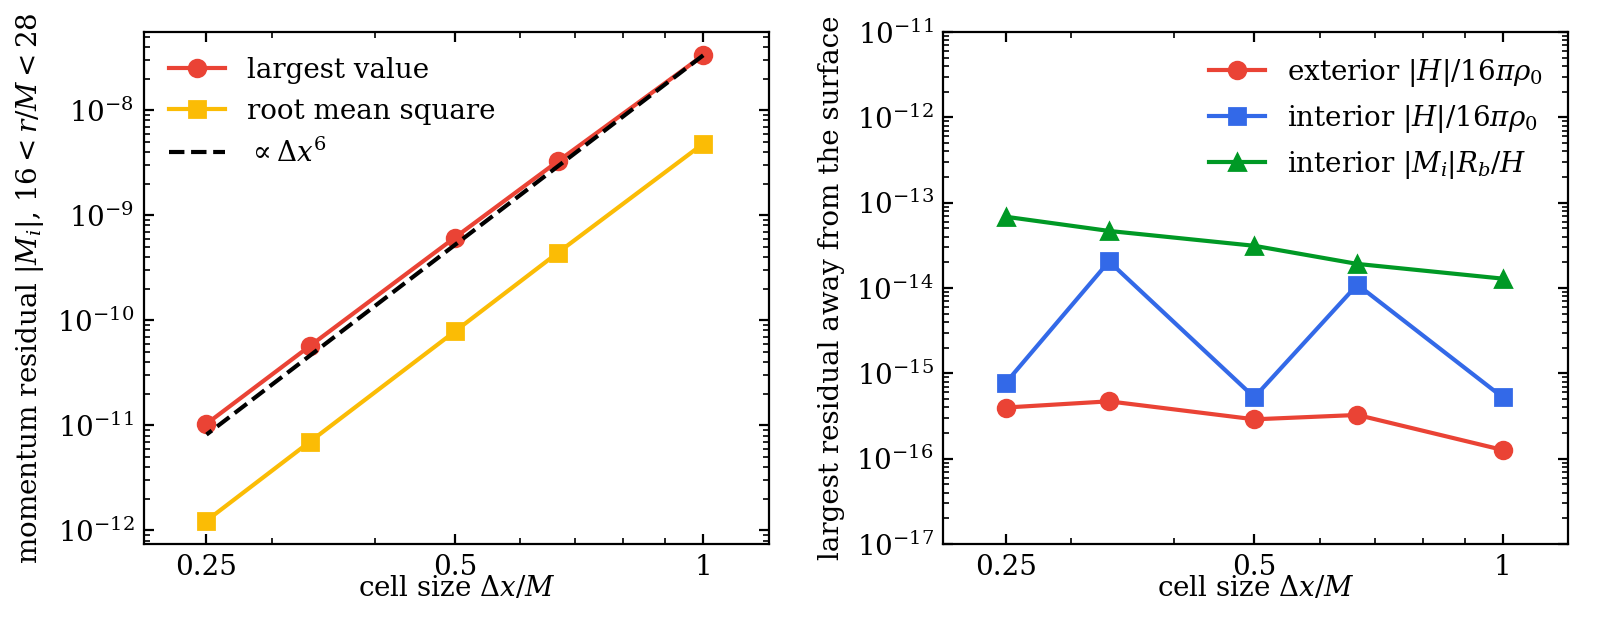 momentum residual |M_i|, 16 < r/M < 28
10^−8
10^−9
10^−10
10^−11
10^−12
largest value
root mean square
∝ Δx^6
0.25
0.5
1
cell size Δx/M
largest residual away from the surface
10^−11
10^−12
10^−13
10^−14
10^−15
10^−16
10^−17
exterior |H|/16πρ_0
interior |H|/16πρ_0
interior |M_i|R_b/H
0.25
0.5
1
cell size Δx/M